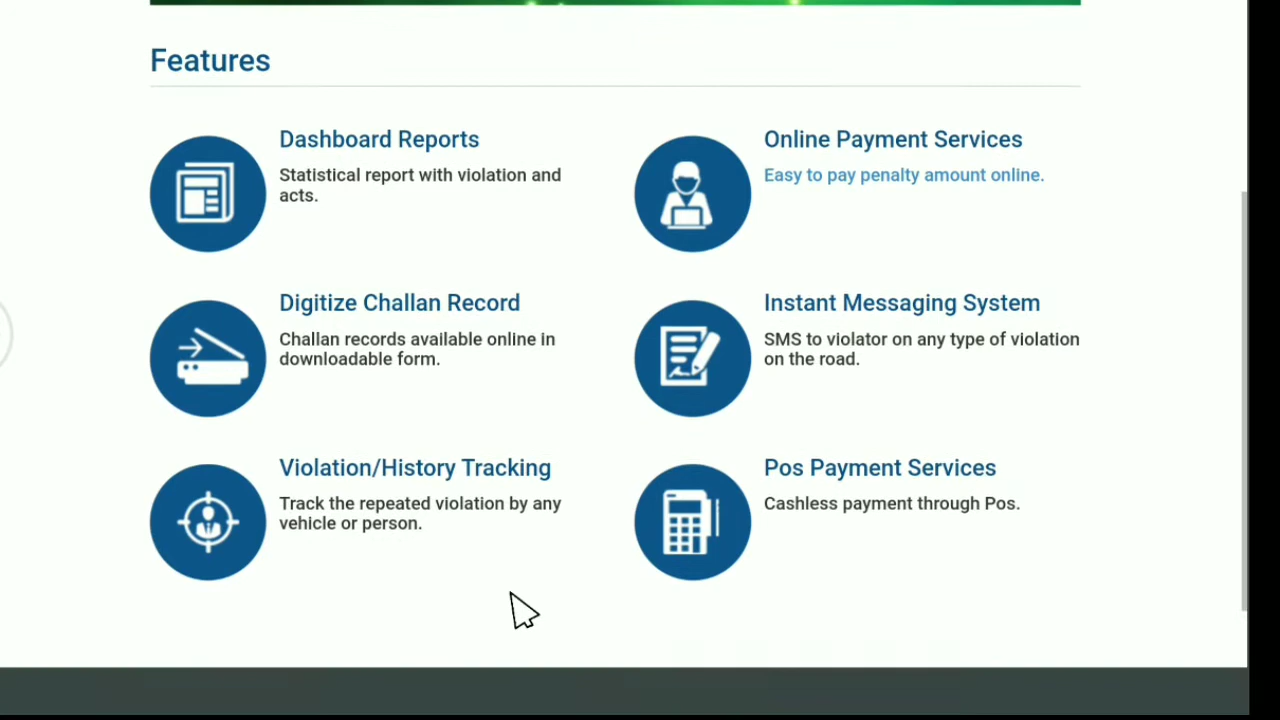 Features
Dashboard Reports
Statistical report with violation and
acts.
Online Payment Services
Easy to pay penalty amount online.
Digitize Challan Record
Challan records available online in
downloadable form.
Instant Messaging System
SMS to violator on any type of violation
on the road.
Violation/History Tracking
Track the repeated violation by any
vehicle or person.
Pos Payment Services
Cashless payment through Pos.